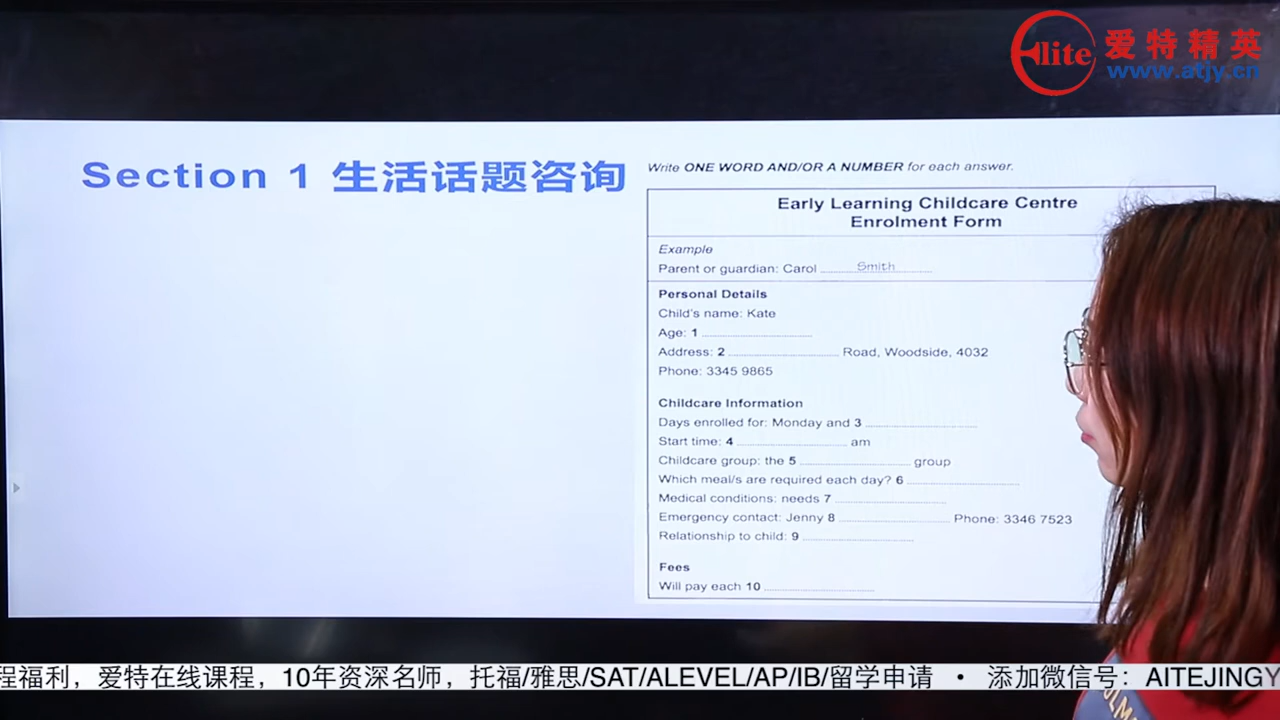 Elite 爱特精英
www.atjy.cn
Section 1 生活话题咨询
Write ONE WORD AND/OR A NUMBER for each answer.
Early Learning Childcare Centre
Enrolment Form
Example
Parent or guardian: Carol Smith
Personal Details
Child's name: Kate
Age: 1
Address: 2 Road, Woodside, 4032
Phone: 3345 9865
Childcare Information
Days enrolled for: Monday and 3
Start time: 4 am
Childcare group: the 5 group
Which meal/s are required each day? 6
Medical conditions: needs 7
Emergency contact: Jenny 8 Phone: 3346 7523
Relationship to child: 9
Fees
Will pay each 10
程福利，爱特在线课程，10年资深名师，托福/雅思/SAT/ALEVEL/AP/IB/留学申请 • 添加微信号：AITEJINGY